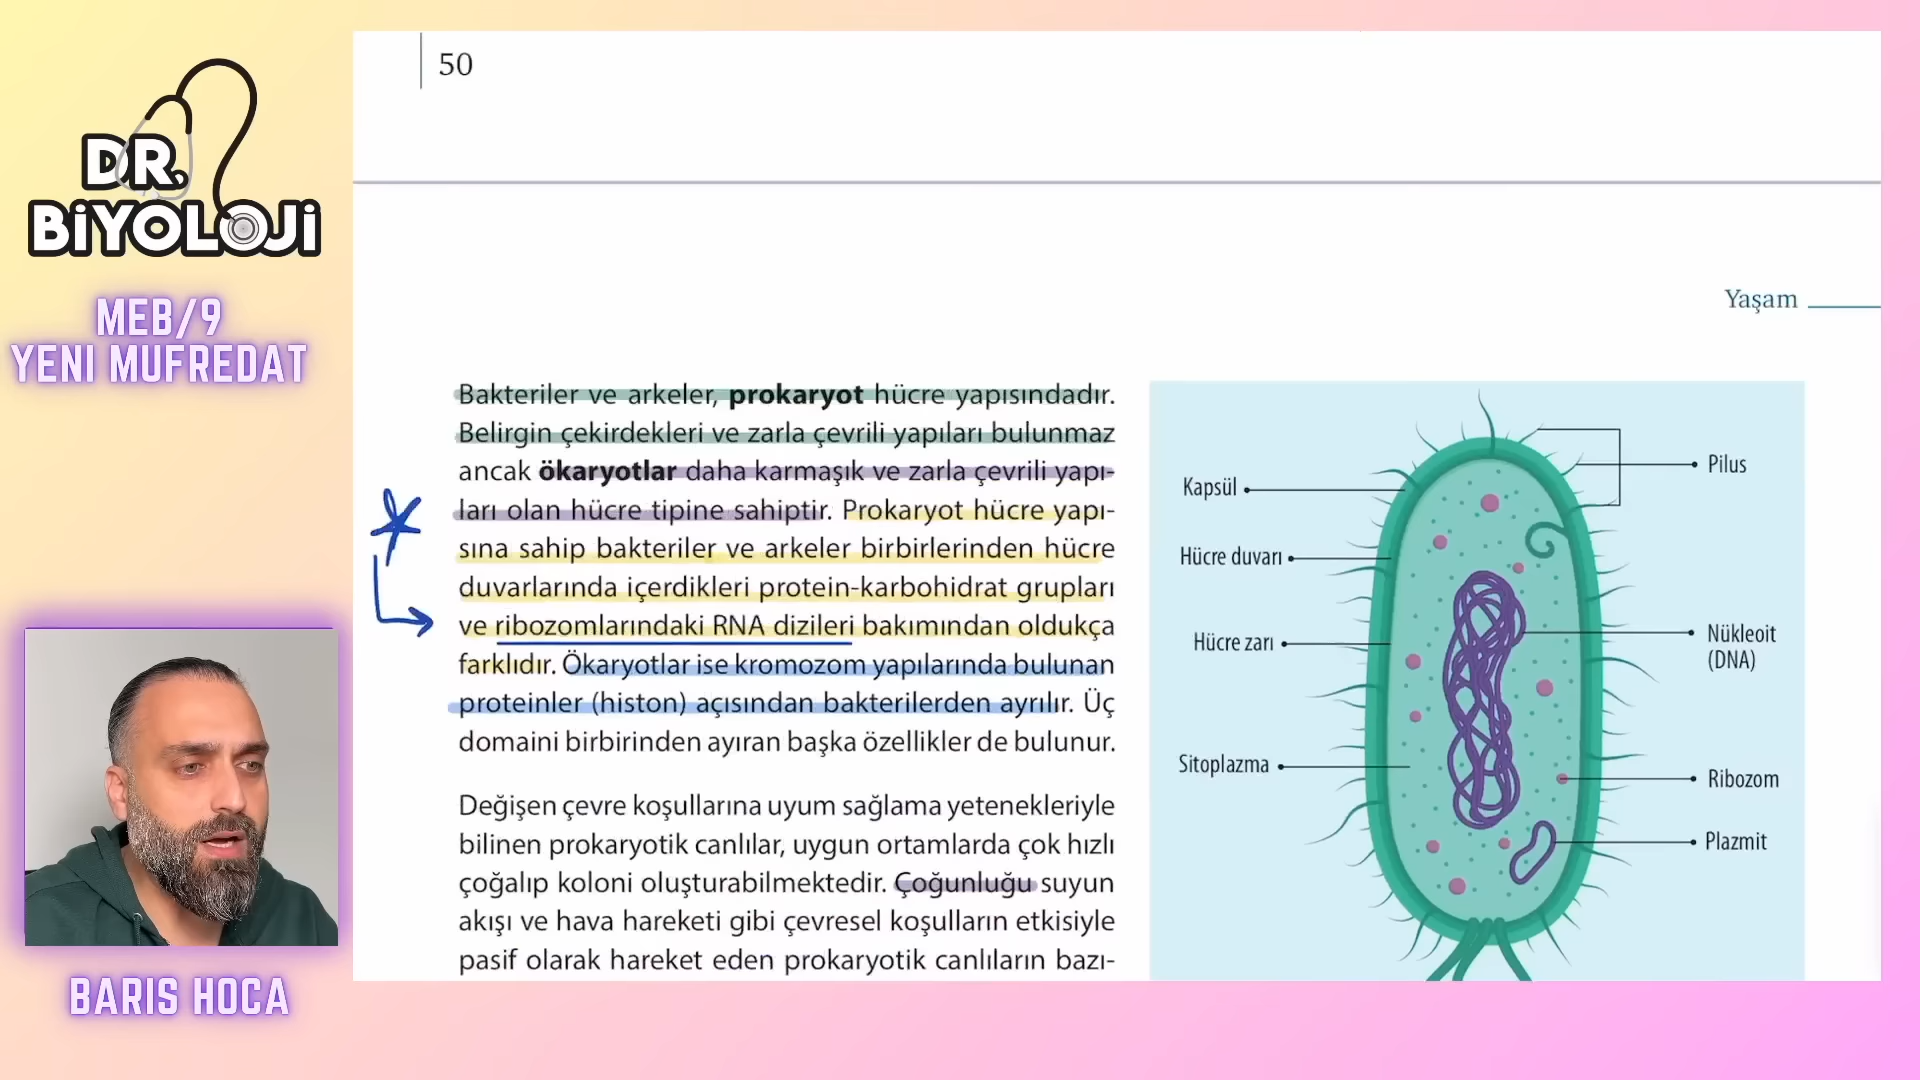 DR.
BiYOLOJi
MEB/9
YENI MUFREDAT
BARIS HOCA
50
Yaşam
Bakteriler ve arkeler, prokaryot hücre yapısındadır.
Belirgin çekirdekleri ve zarla çevrili yapıları bulunmaz
ancak ökaryotlar daha karmaşık ve zarla çevrili yapı-
ları olan hücre tipine sahiptir. Prokaryot hücre yapı-
sına sahip bakteriler ve arkeler birbirlerinden hücre
duvarlarında içerdikleri protein-karbohidrat grupları
ve ribozomlarındaki RNA dizileri bakımından oldukça
farklıdır. Ökaryotlar ise kromozom yapılarında bulunan
proteinler (histon) açısından bakterilerden ayrılır. Üç
domaini birbirinden ayıran başka özellikler de bulunur.
Değişen çevre koşullarına uyum sağlama yetenekleriyle
bilinen prokaryotik canlılar, uygun ortamlarda çok hızlı
çoğalıp koloni oluşturabilmektedir. Çoğunluğu suyun
akışı ve hava hareketi gibi çevresel koşulların etkisiyle
pasif olarak hareket eden prokaryotik canlıların bazı-
Kapsül
Hücre duvarı
Hücre zarı
Sitoplazma
Pilus
Nükleoit
(DNA)
Ribozom
Plazmit